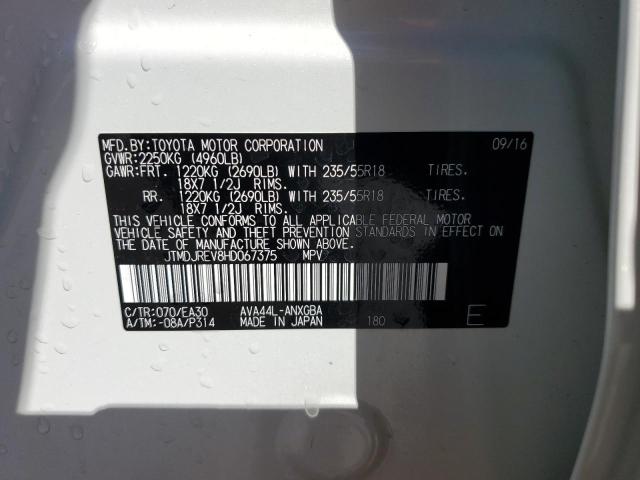 MFD.BY:TOYOTA MOTOR CORPORATION 09/16
GVWR:2250KG (4960LB)
GAWR:FRT. 1220KG (2690LB) WITH 235/55R18 TIRES.
18X7 1/2J RIMS.
RR. 1220KG (2690LB) WITH 235/55R18 TIRES.
18X7 1/2J RIMS.
THIS VEHICLE CONFORMS TO ALL APPLICABLE FEDERAL MOTOR
VEHICLE SAFETY AND THEFT PREVENTION STANDARDS IN EFFECT ON
THE DATE OF MANUFACTURE SHOWN ABOVE.
JTMDJREV8HD067375 MPV
C/TR:070/EA30 AVA44L-ANXGBA
A/TM:-08A/P314 MADE IN JAPAN 180 E